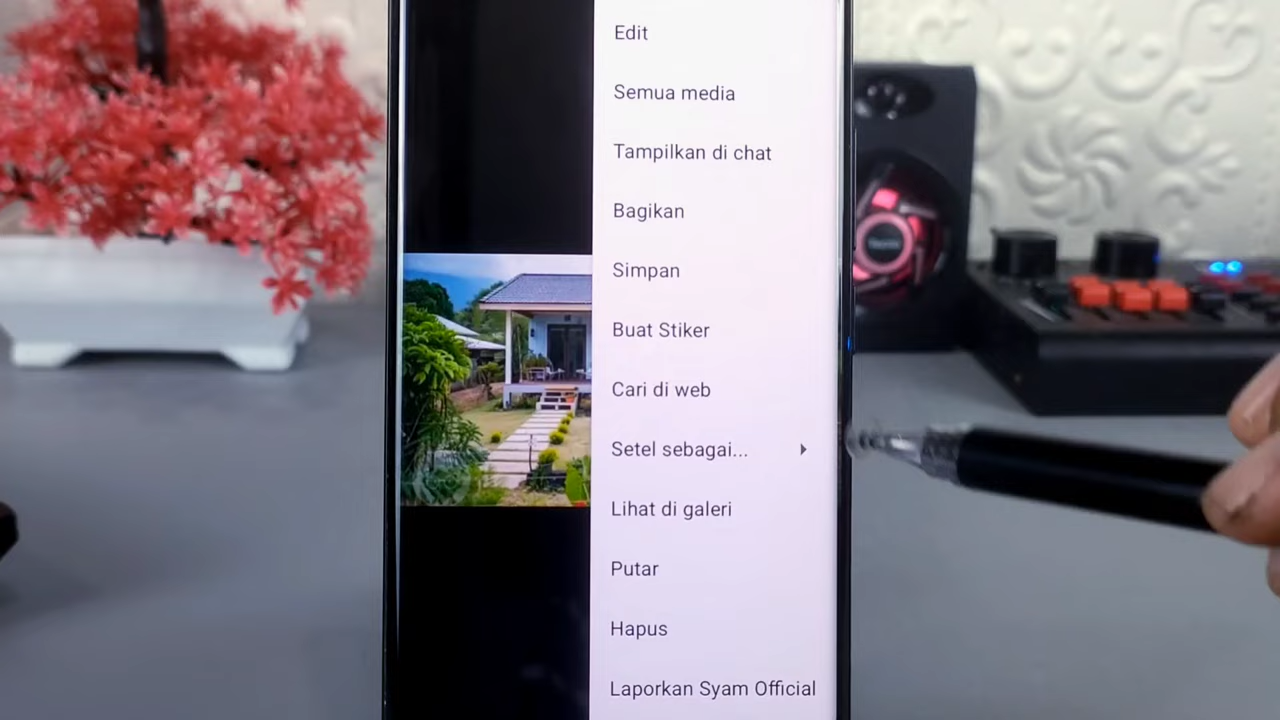 Edit
Semua media
Tampilkan di chat
Bagikan
Simpan
Buat Stiker
Cari di web
Setel sebagai...
Lihat di galeri
Putar
Hapus
Laporkan Syam Official